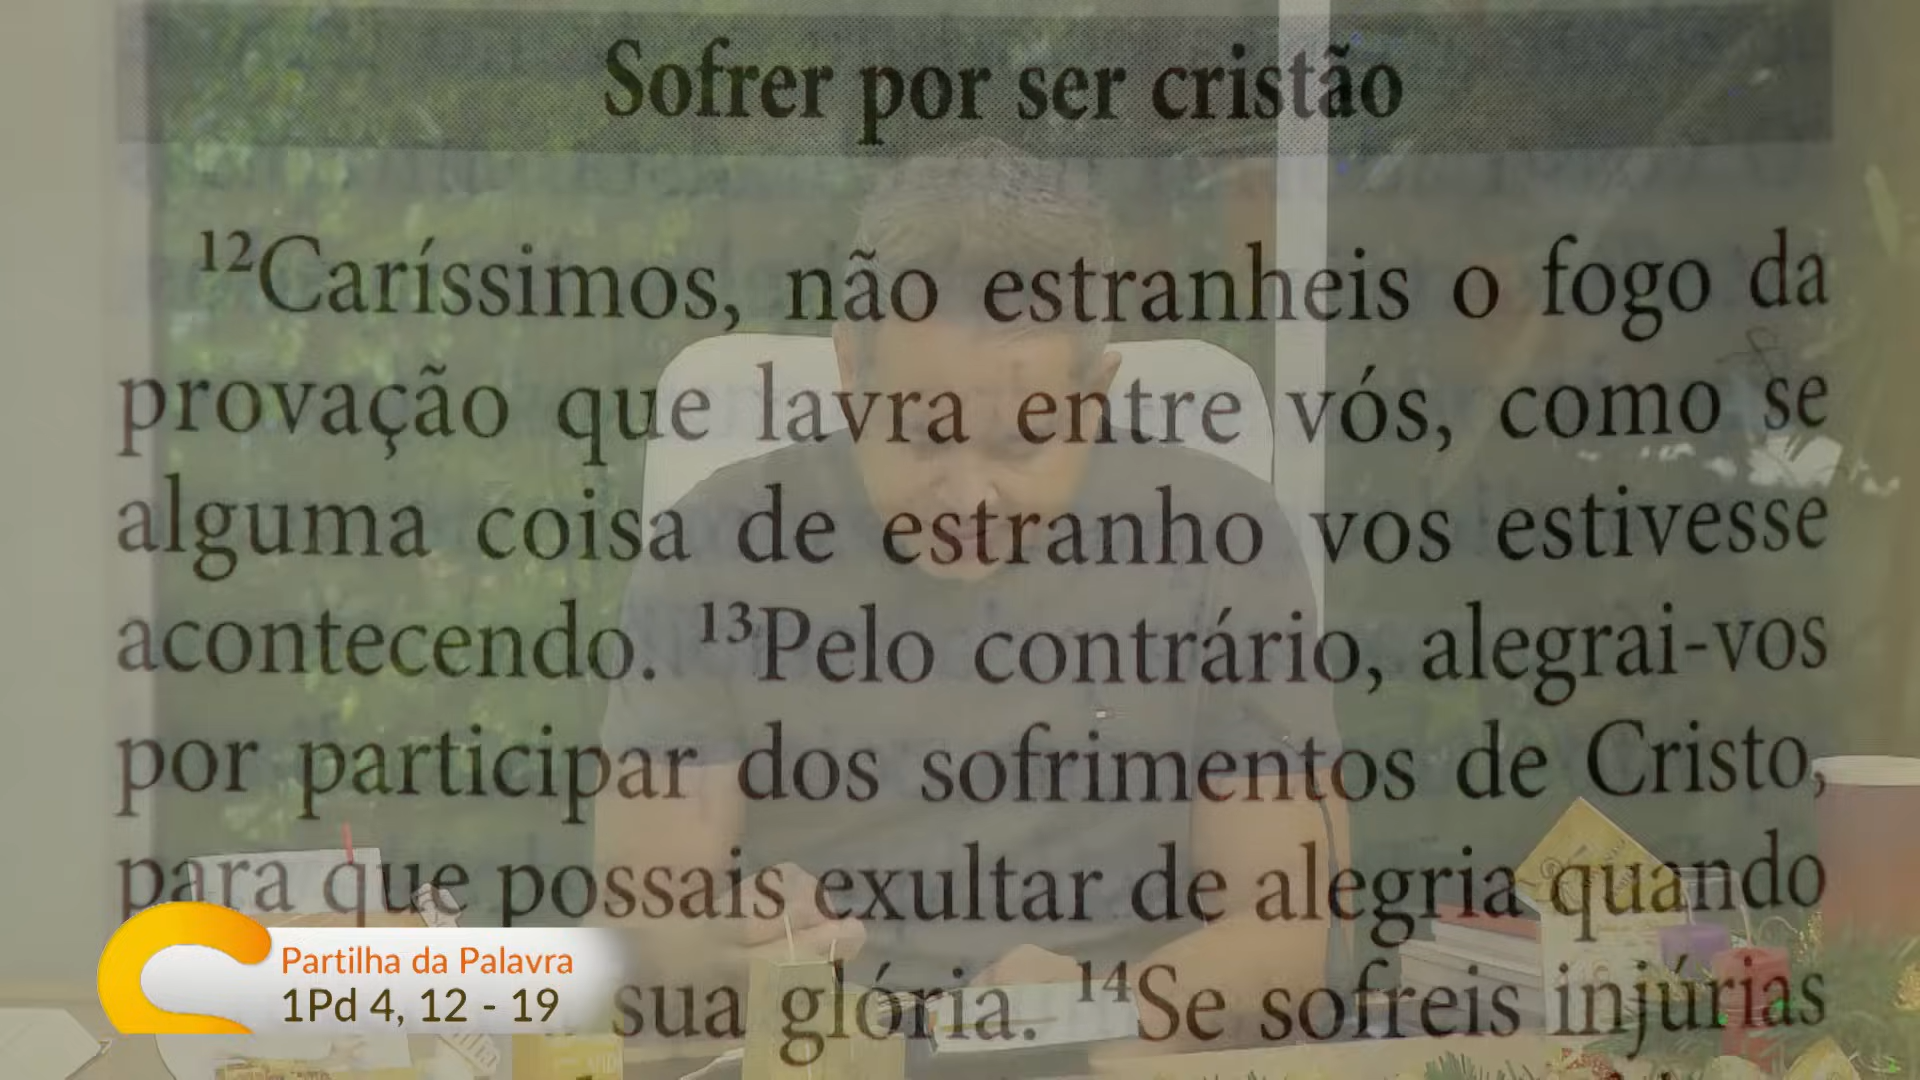 Sofrer por ser cristão
¹²Caríssimos, não estranheis o fogo da
provação que lavra entre vós, como se
alguma coisa de estranho vos estivesse
acontecendo. ¹³Pelo contrário, alegrai-vos
por participar dos sofrimentos de Cristo,
para que possais exultar de alegria quando
sua glória. ¹⁴Se sofreis injúrias
Partilha da Palavra
1Pd 4, 12 - 19